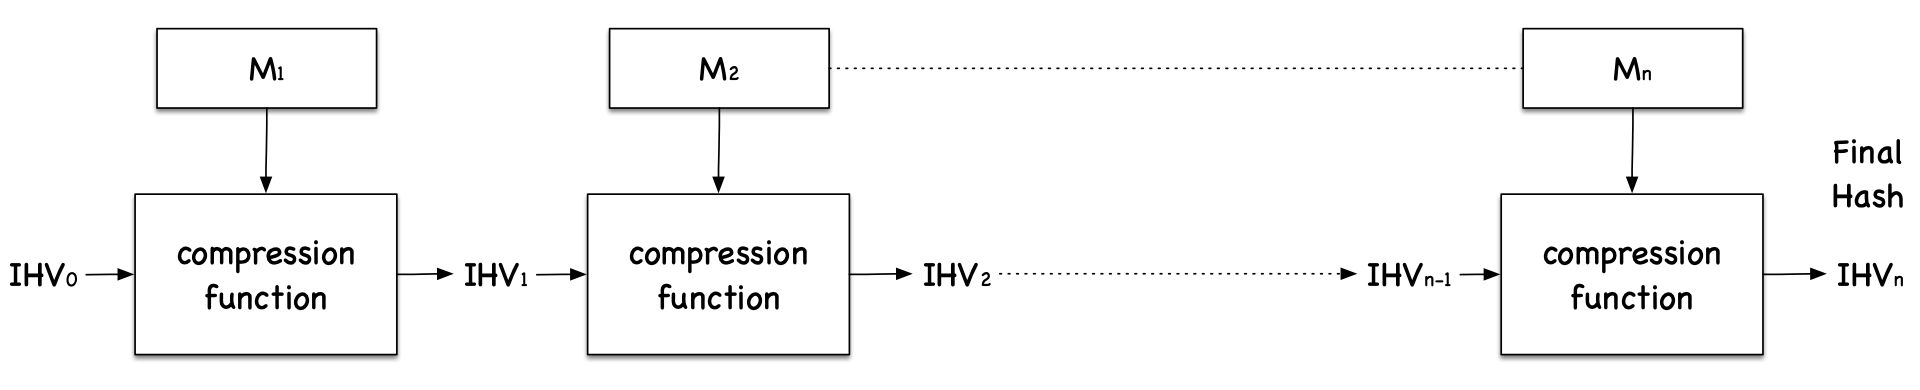 M1
M2
Mn
Final
Hash
compression
function
compression
function
compression
function
IHV0
IHV1
IHV2
IHVn-1
IHVn